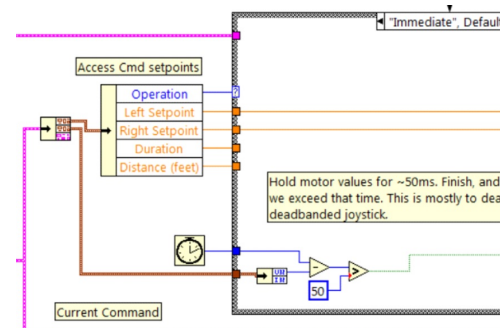 "Immediate", Defaul
Access Cmd setpoints
Operation
Left Setpoint
Right Setpoint
Duration
Distance (feet)
Hold motor values for ~50ms. Finish, and
we exceed that time. This is mostly to dea
deadbanded joystick.
50
Current Command